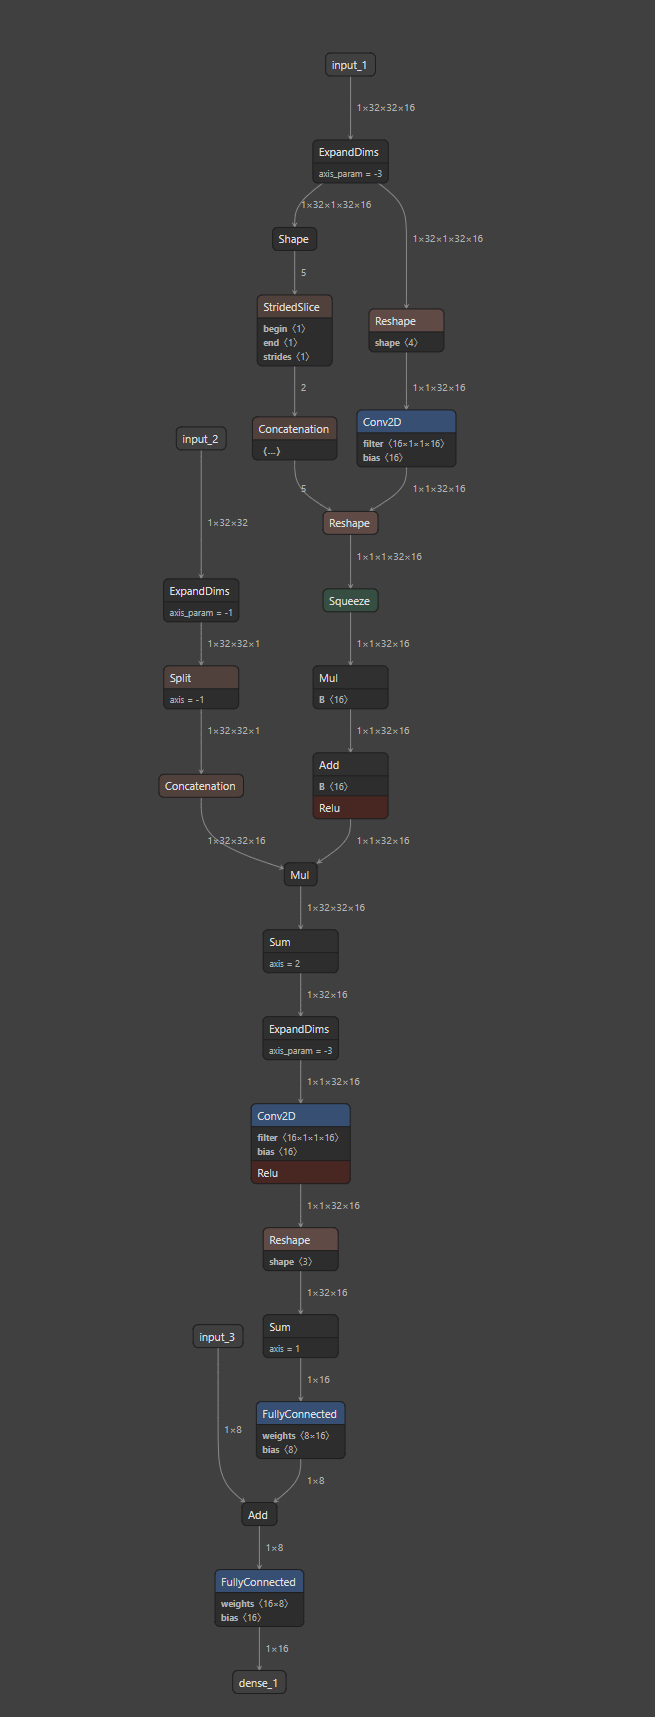 input_1
1×32×32×16
ExpandDims
axis_param = -3
1×32×1×32×16
1×32×1×32×16
Shape
5
StridedSlice
begin ⟨1⟩
end ⟨1⟩
strides ⟨1⟩
Reshape
shape ⟨4⟩
2
1×1×32×16
Concatenation
⟨...⟩
Conv2D
filter ⟨16×1×1×16⟩
bias ⟨16⟩
input_2
5
1×1×32×16
1×32×32
Reshape
1×1×1×32×16
ExpandDims
axis_param = -1
Squeeze
1×32×32×1
1×1×32×16
Split
axis = -1
Mul
B ⟨16⟩
1×32×32×1
1×1×32×16
Concatenation
Add
B ⟨16⟩
Relu
1×32×32×16
1×1×32×16
Mul
1×32×32×16
Sum
axis = 2
1×32×16
ExpandDims
axis_param = -3
1×1×32×16
Conv2D
filter ⟨16×1×1×16⟩
bias ⟨16⟩
Relu
1×1×32×16
Reshape
shape ⟨3⟩
1×32×16
input_3
Sum
axis = 1
1×16
1×8
FullyConnected
weights ⟨8×16⟩
bias ⟨8⟩
1×8
Add
1×8
FullyConnected
weights ⟨16×8⟩
bias ⟨16⟩
1×16
dense_1